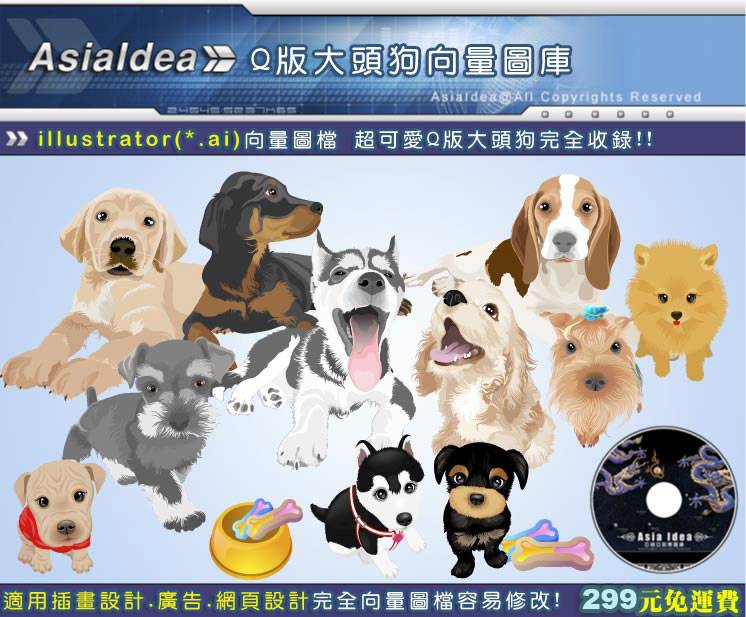 AsiaIdea Q版大頭狗向量圖庫
AsiaIdea@All Copyrights Reserved
illustrator(*.ai)向量圖檔 超可愛Q版大頭狗完全收錄!!
Asia Idea
適用插畫設計.廣告.網頁設計完全向量圖檔容易修改! 299元免運費